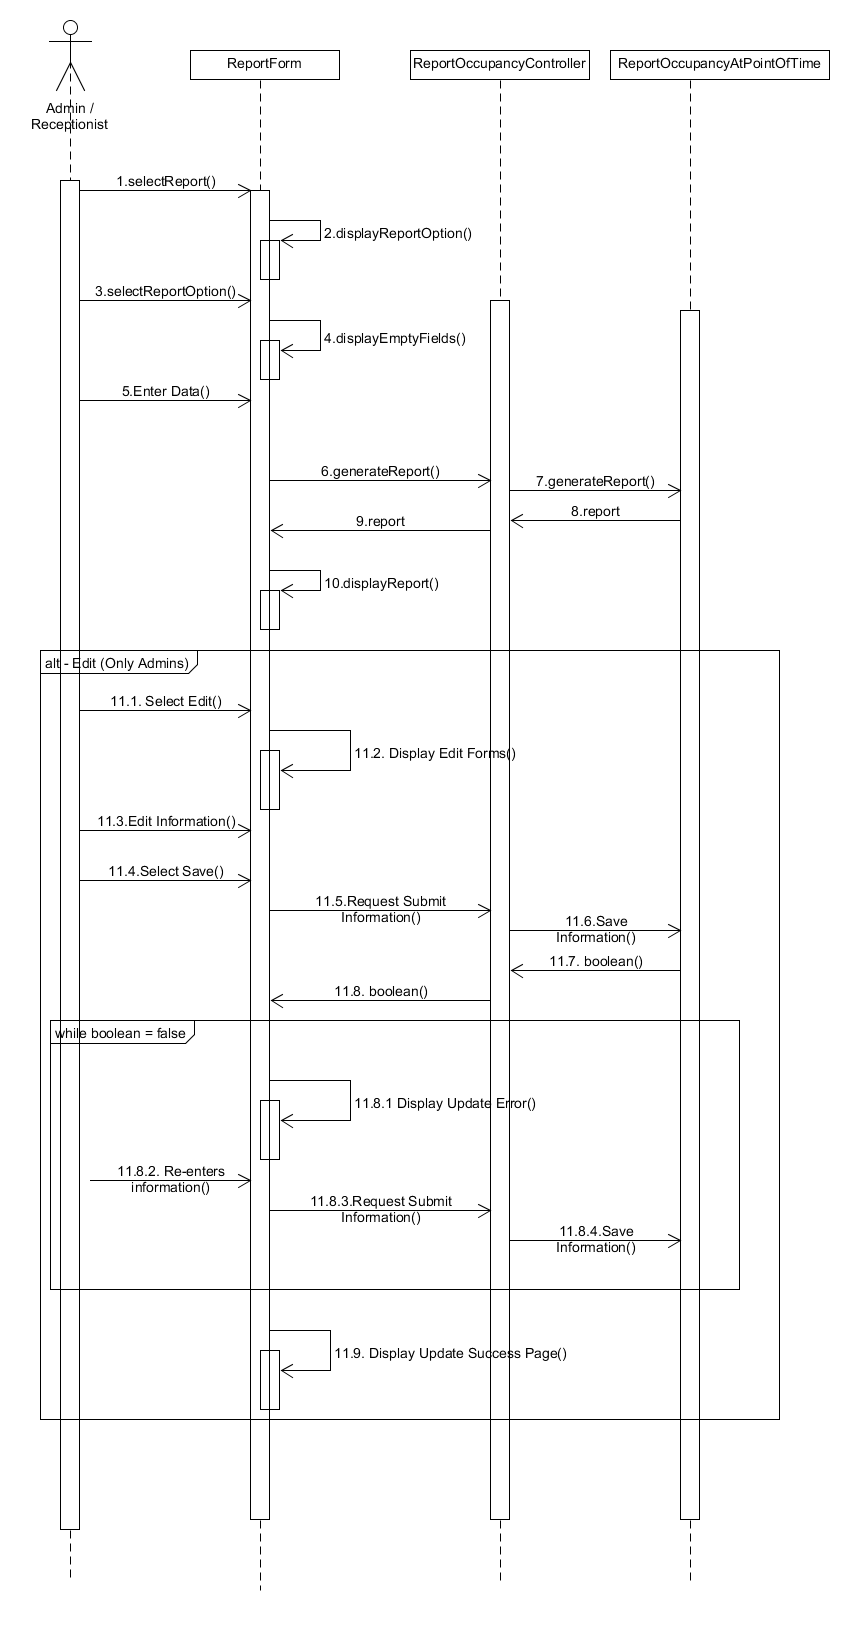 ReportForm
ReportOccupancyController
ReportOccupancyAtPointOfTime
Admin /
Receptionist
1.selectReport()
2.displayReportOption()
3.selectReportOption()
4.displayEmptyFields()
5.Enter Data()
6.generateReport()
7.generateReport()
8.report
9.report
10.displayReport()
alt - Edit (Only Admins)
11.1. Select Edit()
11.2. Display Edit Forms()
11.3.Edit Information()
11.4.Select Save()
11.5.Request Submit
Information()
11.6.Save
Information()
11.7. boolean()
11.8. boolean()
while boolean = false
11.8.1 Display Update Error()
11.8.2. Re-enters
information()
11.8.3.Request Submit
Information()
11.8.4.Save
Information()
11.9. Display Update Success Page()